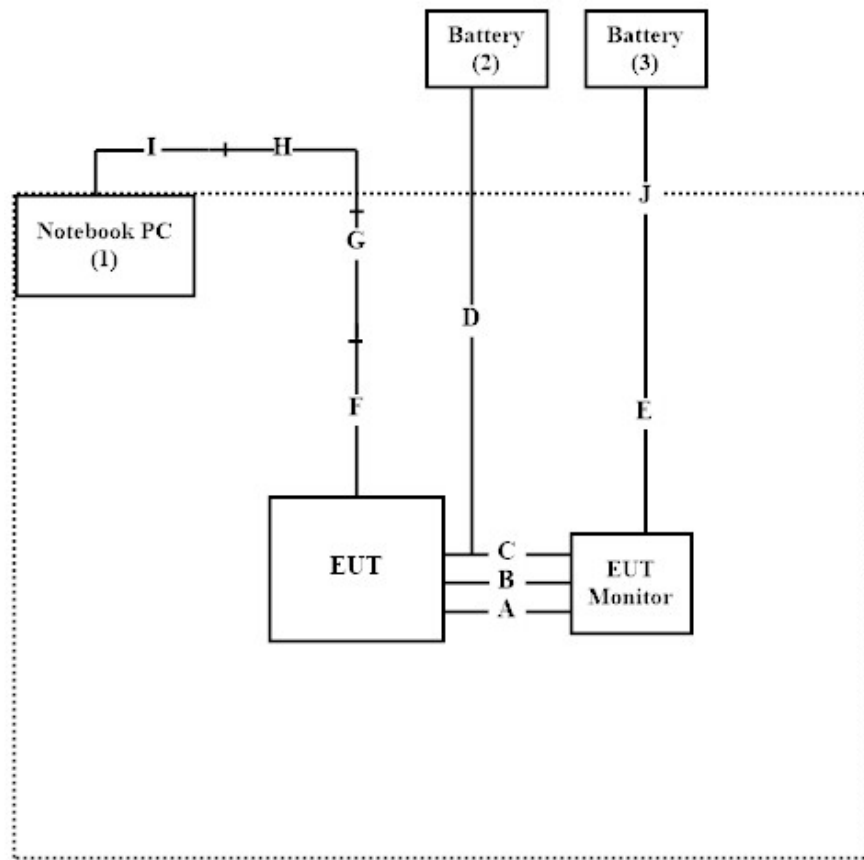 Battery
(2)
Battery
(3)
I
H
Notebook PC
(1)
J
G
D
F
E
EUT
C
B
A
EUT
Monitor